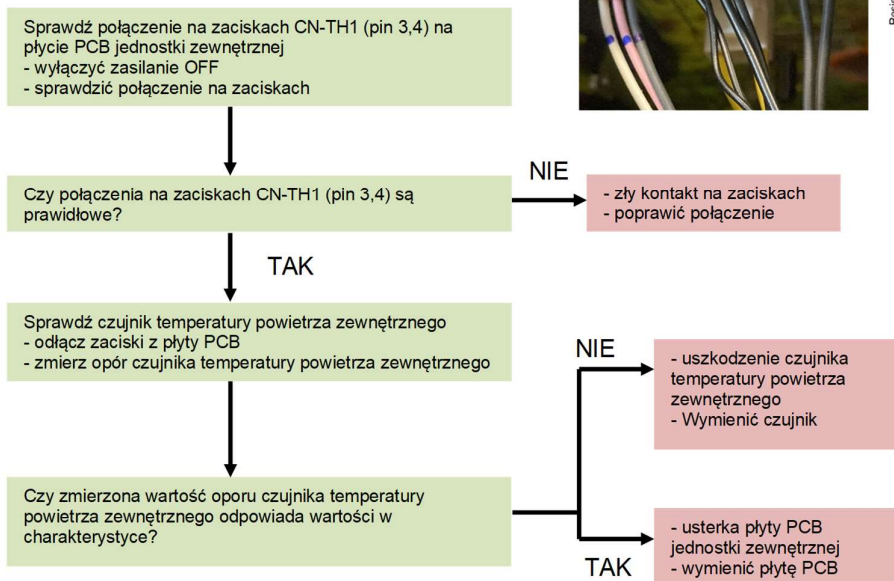 Sprawdź połączenie na zaciskach CN-TH1 (pin 3,4) na
płycie PCB jednostki zewnętrznej
- wyłączyć zasilanie OFF
- sprawdzić połączenie na zaciskach
Czy połączenia na zaciskach CN-TH1 (pin 3,4) są
prawidłowe?
NIE
- zły kontakt na zaciskach
- poprawić połączenie
TAK
Sprawdź czujnik temperatury powietrza zewnętrznego
- odłącz zaciski z płyty PCB
- zmierz opór czujnika temperatury powietrza zewnętrznego
NIE
- uszkodzenie czujnika
temperatury powietrza
zewnętrznego
- Wymienić czujnik
Czy zmierzona wartość oporu czujnika temperatury
powietrza zewnętrznego odpowiada wartości w
charakterystyce?
TAK
- usterka płyty PCB
jednostki zewnętrznej
- wymienić płytę PCB